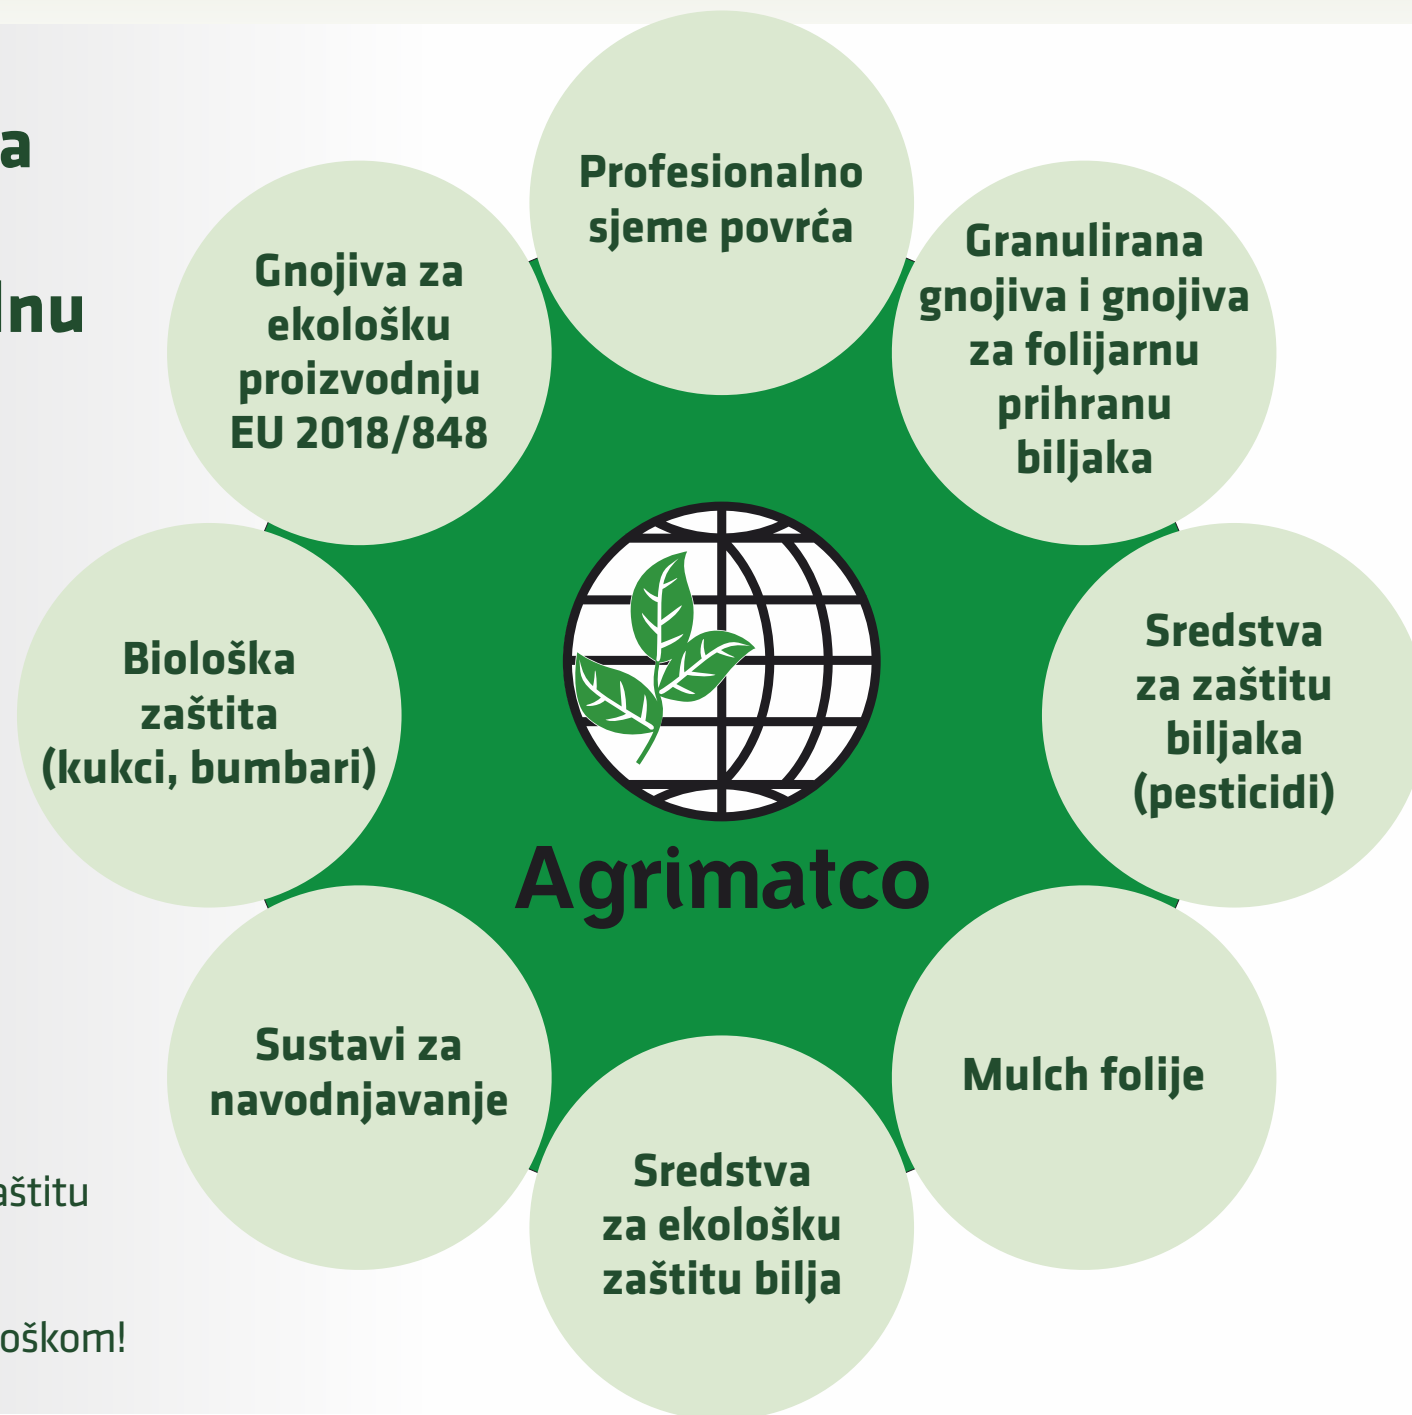 Profesionalno
sjeme povrća
Granulirana
gnojiva i gnojiva
za folijarnu
prihranu
biljaka
Sredstva
za zaštitu
biljaka
(pesticidi)
Mulch folije
Sredstva
za ekološku
zaštitu bilja
Sustavi za
navodnjavanje
Biološka
zaštita
(kukci, bumbari)
Gnojiva za
ekološku
proizvodnju
EU 2018/848
Agrimatco
a
lnu
aštitu
oškom!